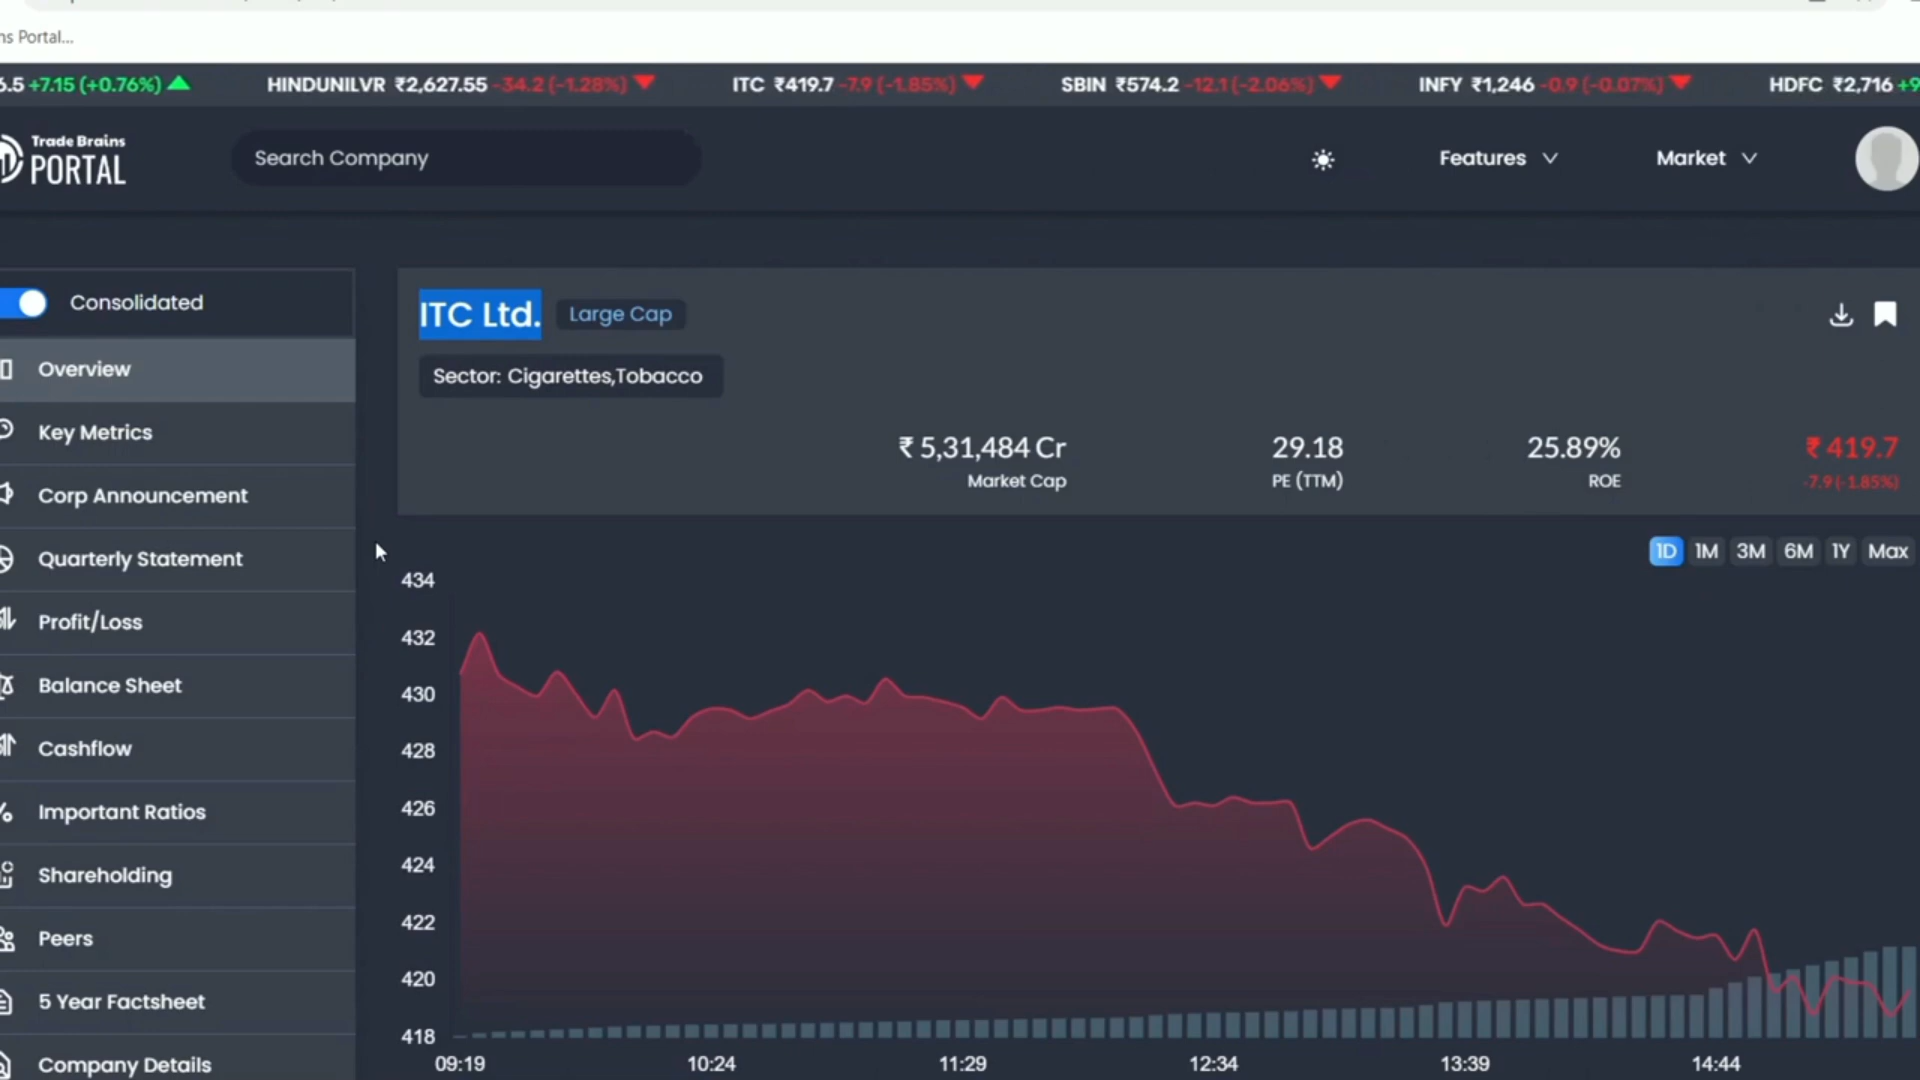 ns Portal...
6.5 +7.15 (+0.76%) HINDUNILVR ₹2,627.55 -34.2 (-1.28%) ITC ₹419.7 -7.9 (-1.85%) SBIN ₹574.2 -12.1 (-2.06%) INFY ₹1,246 -0.9 (-0.07%) HDFC ₹2,716 +9
Trade Brains
PORTAL
Search Company
Features
Market
Consolidated
Overview
Key Metrics
Corp Announcement
Quarterly Statement
Profit/Loss
Balance Sheet
Cashflow
Important Ratios
Shareholding
Peers
5 Year Factsheet
Company Details
ITC Ltd. Large Cap
Sector: Cigarettes,Tobacco
₹ 5,31,484 Cr 29.18 25.89% ₹ 419.7
Market Cap PE (TTM) ROE -7.9 (-1.85%)
1D 1M 3M 6M 1Y Max
434
432
430
428
426
424
422
420
418
09:19 10:24 11:29 12:34 13:39 14:44